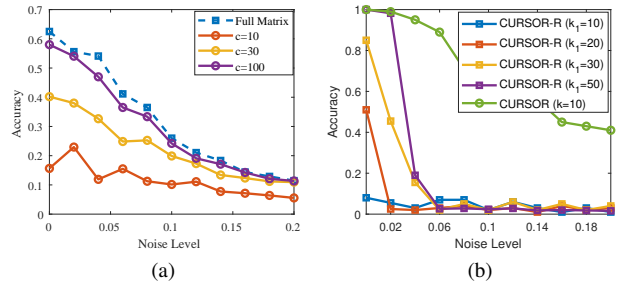 0.7
0.6
0.5
0.4
0.3
0.2
0.1
0
Accuracy
0 0.05 0.1 0.15 0.2
Noise Level
Full Matrix
c=10
c=30
c=100
(a)
1
0.8
0.6
0.4
0.2
0
Accuracy
0.02 0.06 0.1 0.14 0.18
Noise Level
CURSOR-R (k₁=10)
CURSOR-R (k₁=20)
CURSOR-R (k₁=30)
CURSOR-R (k₁=50)
CURSOR (k=10)
(b)